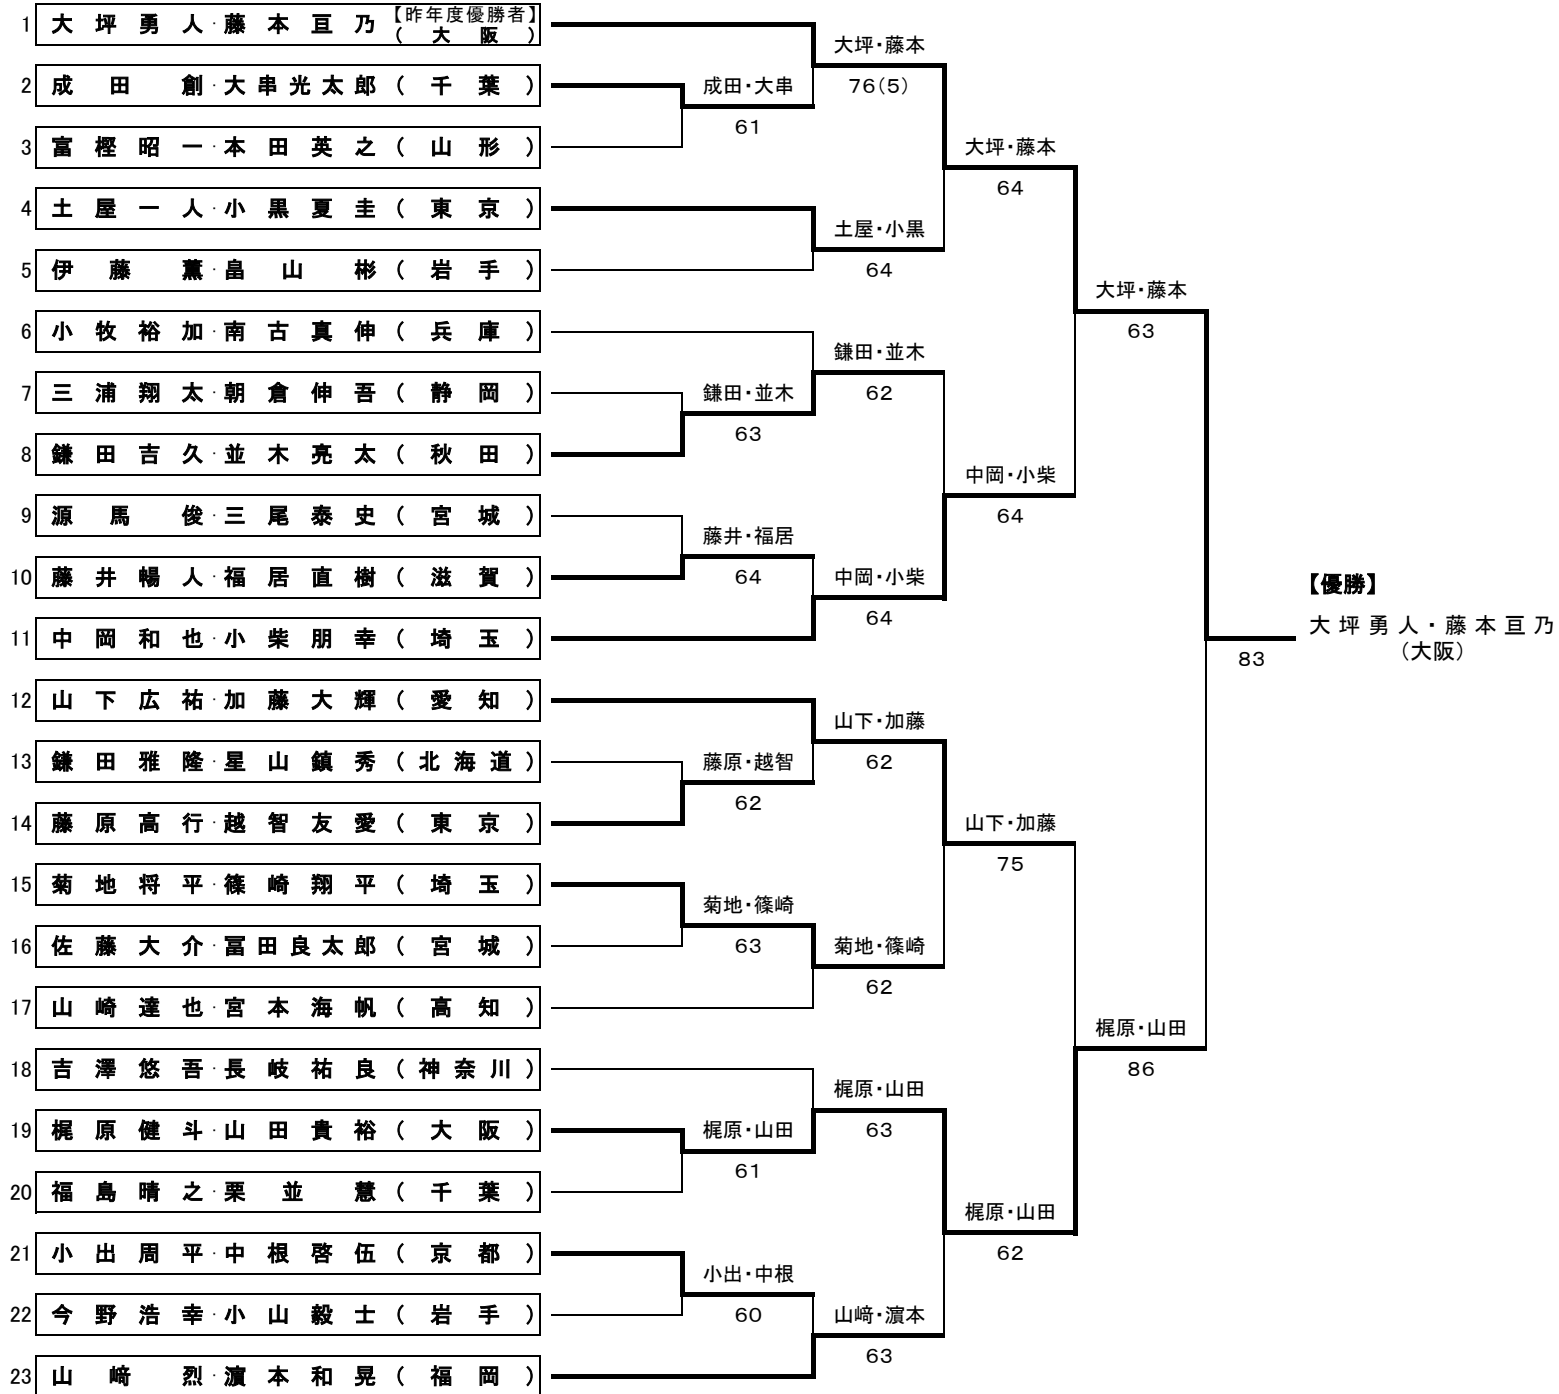 1 大坪勇人・藤本亘乃 【昨年度優勝者】
(大阪)
2 成田創・大串光太郎 (千葉)
3 富樫昭一・本田英之 (山形)
4 土屋一人・小黒夏圭 (東京)
5 伊藤薫・畠山彬 (岩手)
6 小牧裕加・南古真伸 (兵庫)
7 三浦翔太・朝倉伸吾 (静岡)
8 鎌田吉久・並木亮太 (秋田)
9 源馬俊・三尾泰史 (宮城)
10 藤井暢人・福居直樹 (滋賀)
11 中岡和也・小柴朋幸 (埼玉)
12 山下広祐・加藤大輝 (愛知)
13 鎌田雅隆・星山鎮秀 (北海道)
14 藤原高行・越智友愛 (東京)
15 菊地将平・篠崎翔平 (埼玉)
16 佐藤大介・冨田良太郎 (宮城)
17 山崎達也・宮本海帆 (高知)
18 吉澤悠吾・長岐祐良 (神奈川)
19 梶原健斗・山田貴裕 (大阪)
20 福島晴之・栗並慧 (千葉)
21 小出周平・中根啓伍 (京都)
22 今野浩幸・小山毅士 (岩手)
23 山﨑烈・濵本和晃 (福岡)
成田・大串
61
鎌田・並木
63
藤井・福居
64
藤原・越智
62
菊地・篠崎
63
梶原・山田
61
小出・中根
60
大坪・藤本
76(5)
土屋・小黒
64
鎌田・並木
62
中岡・小柴
64
山下・加藤
62
菊地・篠崎
62
梶原・山田
63
山﨑・濵本
63
大坪・藤本
64
中岡・小柴
64
山下・加藤
75
梶原・山田
62
大坪・藤本
63
梶原・山田
86
83
【優勝】
大坪勇人・藤本亘乃
(大阪)